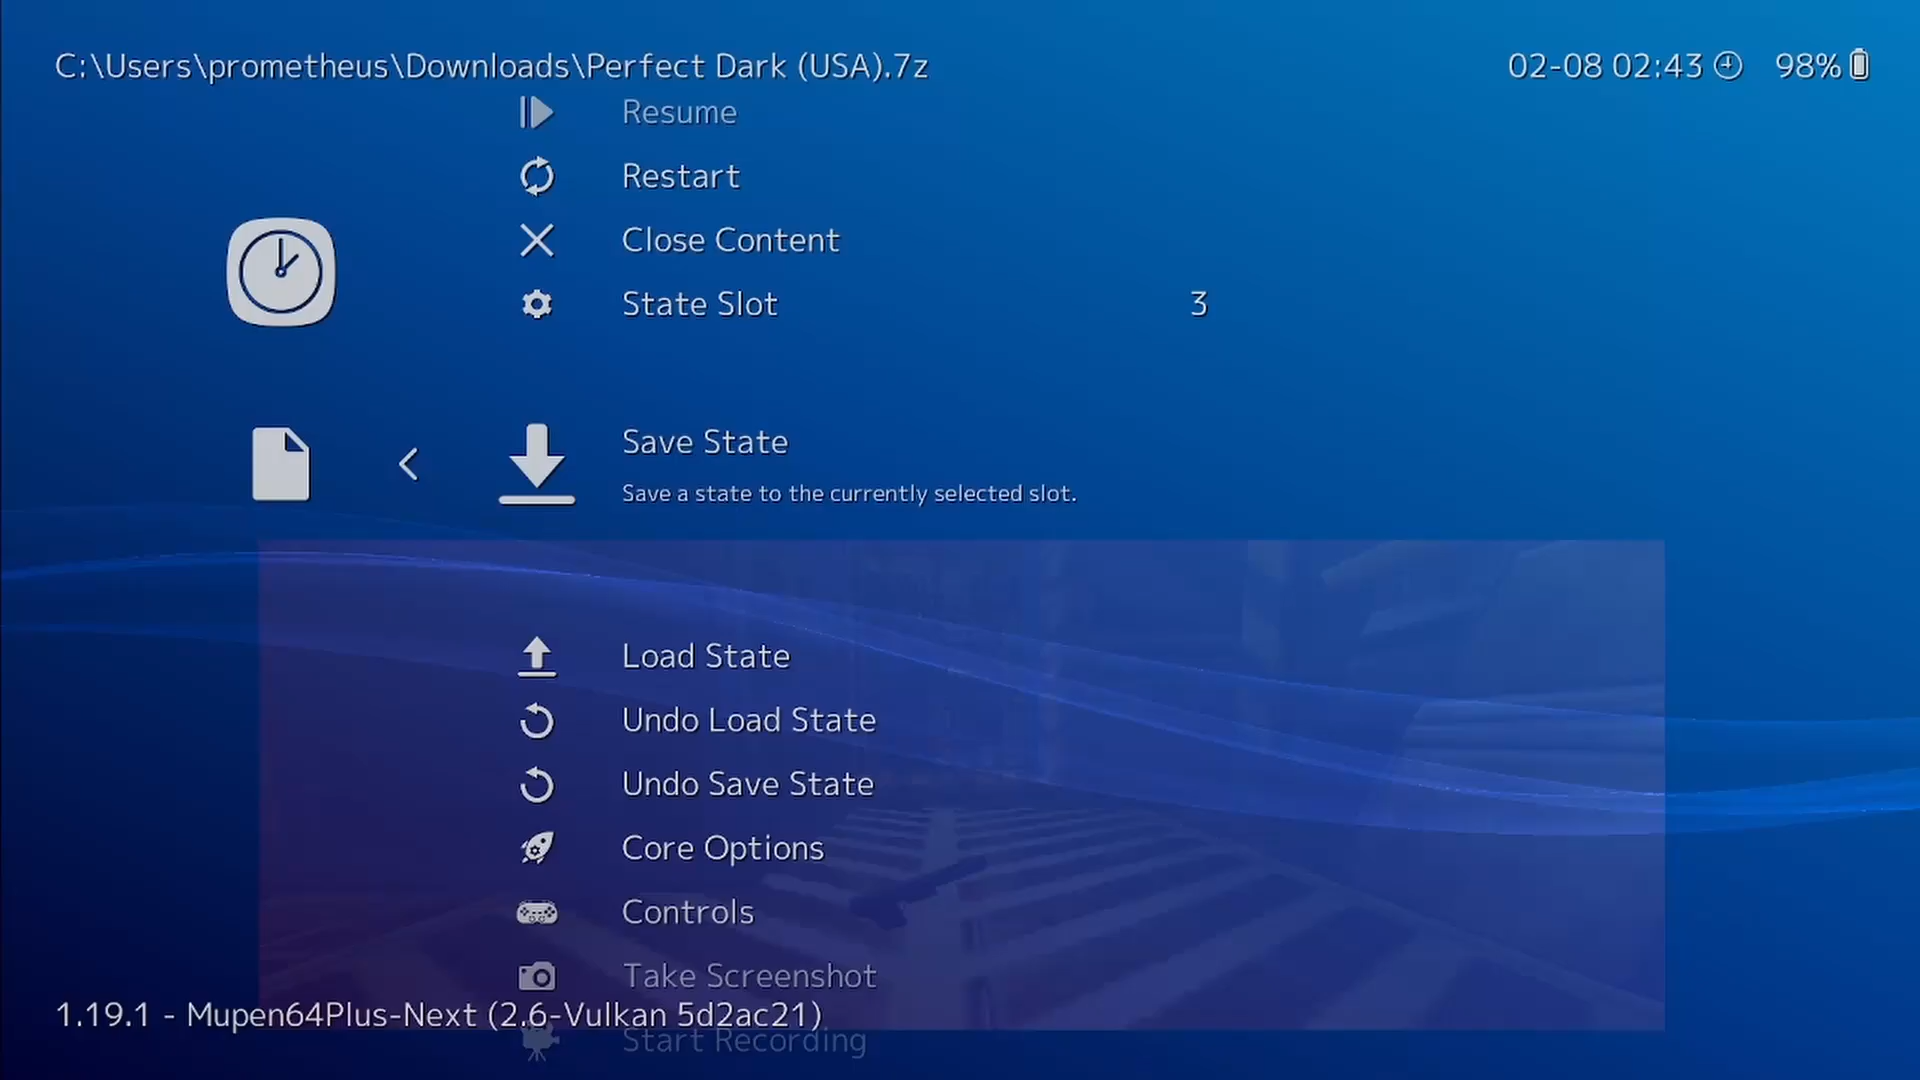 C:\Users\prometheus\Downloads\Perfect Dark (USA).7z
02-08 02:43 98%
Resume
Restart
Close Content
State Slot 3
Save State
Save a state to the currently selected slot.
Load State
Undo Load State
Undo Save State
Core Options
Controls
Take Screenshot
1.19.1 - Mupen64Plus-Next (2.6-Vulkan 5d2ac21)
Start Recording